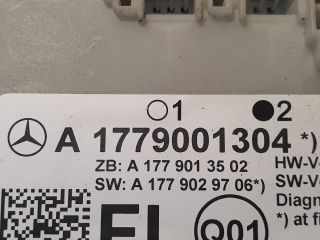 1 2
A 1779001304 *)
ZB: A 177 901 35 02 HW-V
SW: A 177 902 97 06*) SW-V
Diagn
*) at fi
Q01